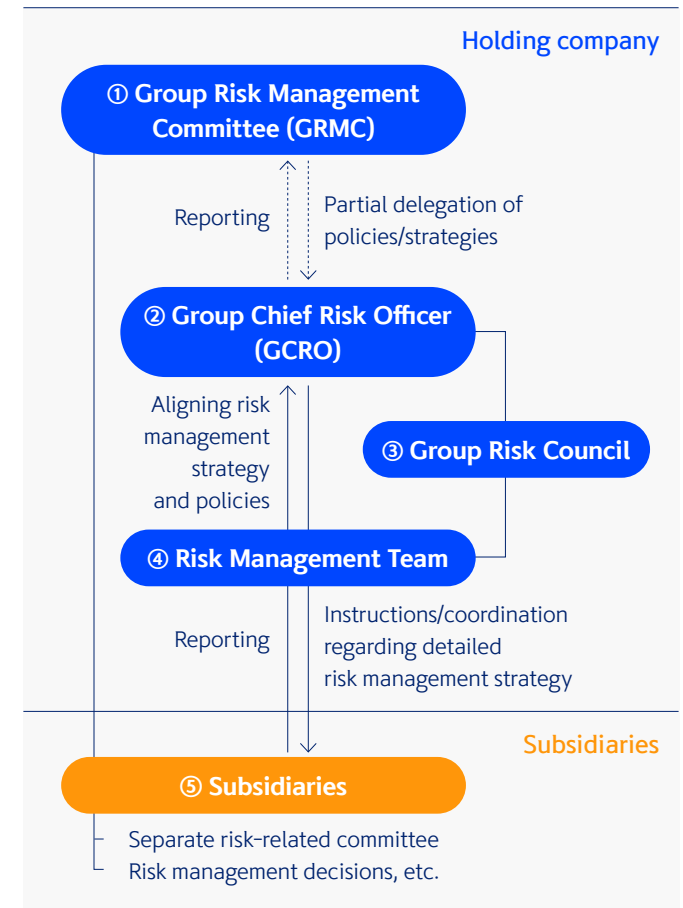 Holding company
① Group Risk Management
Committee (GRMC)
Reporting
Partial delegation of
policies/strategies
② Group Chief Risk Officer
(GCRO)
Aligning risk
management
strategy
and policies
③ Group Risk Council
④ Risk Management Team
Reporting
Instructions/coordination
regarding detailed
risk management strategy
Subsidiaries
⑤ Subsidiaries
Separate risk-related committee
Risk management decisions, etc.